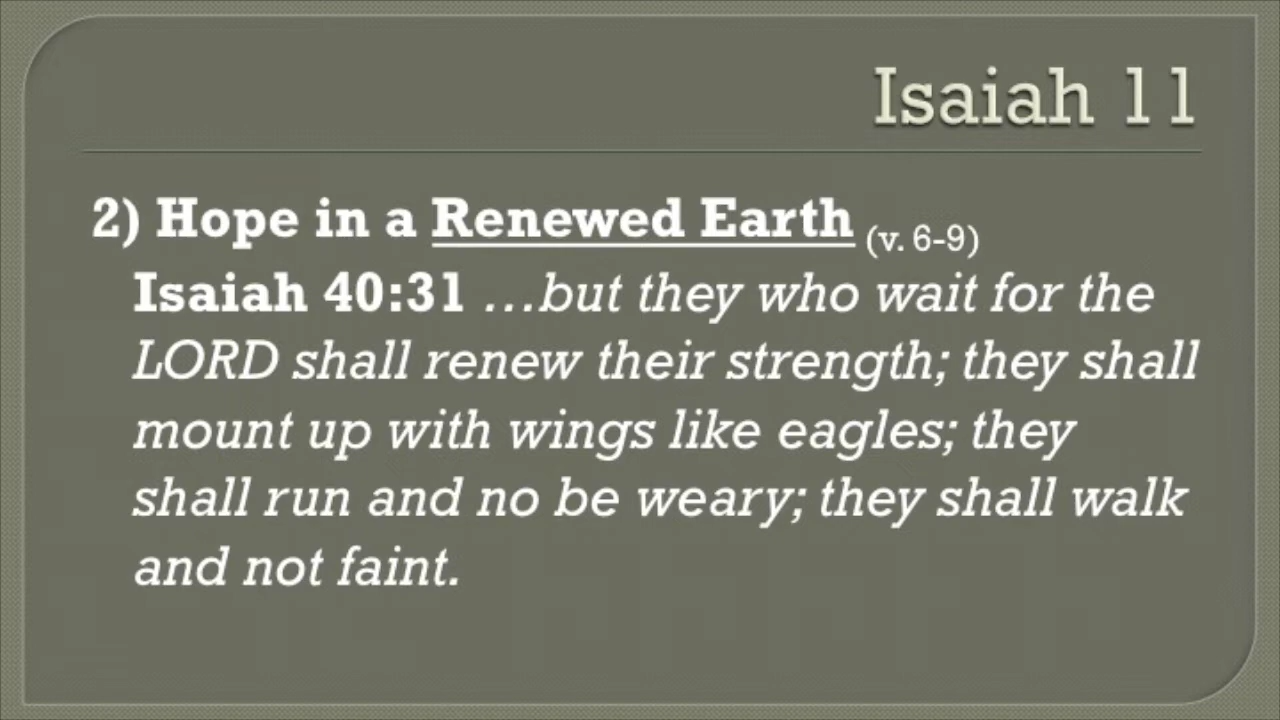 Isaiah 11
2) Hope in a Renewed Earth (v. 6-9)
Isaiah 40:31 …but they who wait for the
LORD shall renew their strength; they shall
mount up with wings like eagles; they
shall run and no be weary; they shall walk
and not faint.